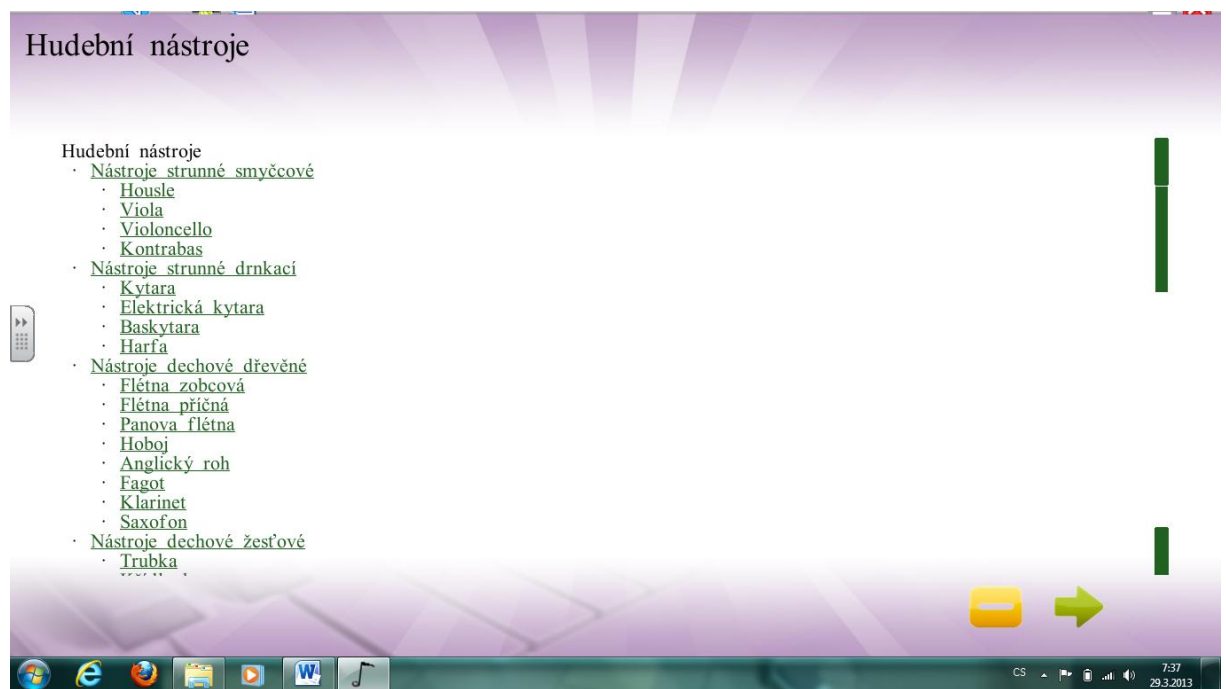 Hudební nástroje
Hudební nástroje
· Nástroje strunné smyčcové
· Housle
· Viola
· Violoncello
· Kontrabas
· Nástroje strunné drnkací
· Kytara
· Elektrická kytara
· Baskytara
· Harfa
· Nástroje dechové dřevěné
· Flétna zobcová
· Flétna příčná
· Panova flétna
· Hoboj
· Anglický roh
· Fagot
· Klarinet
· Saxofon
· Nástroje dechové žesťové
· Trubka
CS
7:37
29.3.2013